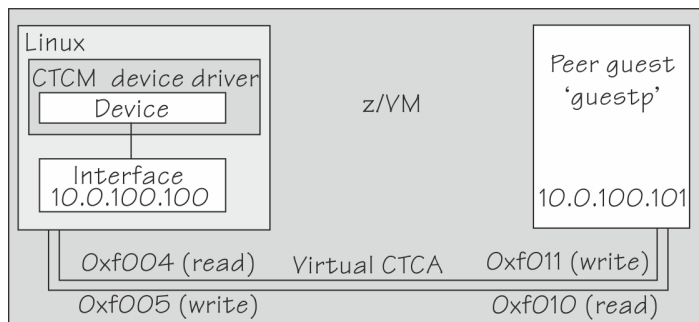 Linux
CTCM device driver
Device
Interface
10.0.100.100
z/VM
Peer guest
‘guestp’
10.0.100.101
0xf004 (read)
Virtual CTCA
0xf011 (write)
0xf005 (write)
0xf010 (read)